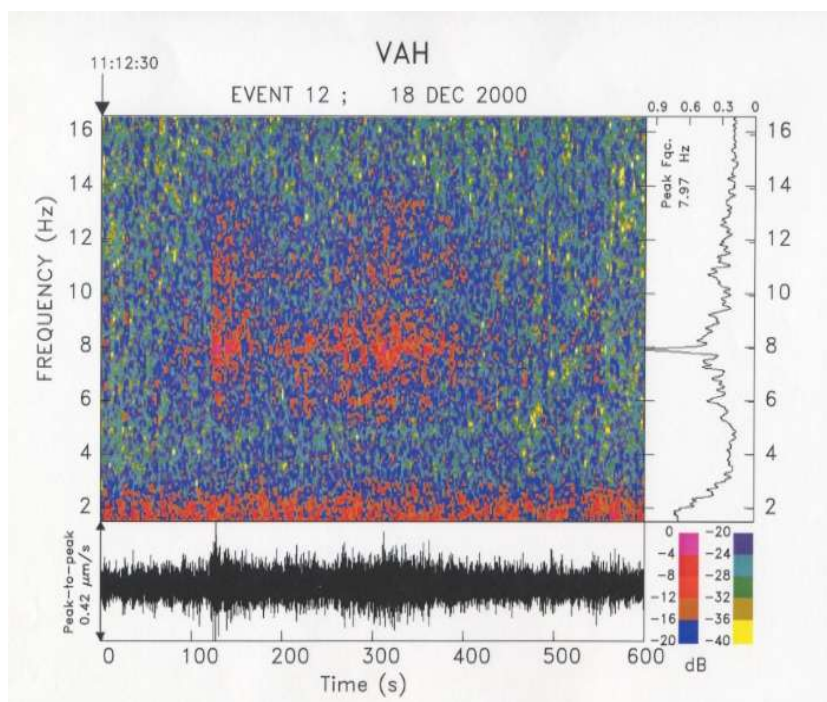 VAH
11:12:30
EVENT 12 ; 18 DEC 2000
0.9 0.6 0.3 0
FREQUENCY (Hz)
16
14
12
10
8
6
4
2
Peak Fqc.
7.97 Hz
16
14
12
10
8
6
4
2
Peak-to-peak
0.42 μm/s
0 -20
-4 -24
-8 -28
-12 -32
-16 -36
-20 -40
dB
0 100 200 300 400 500 600
Time (s)